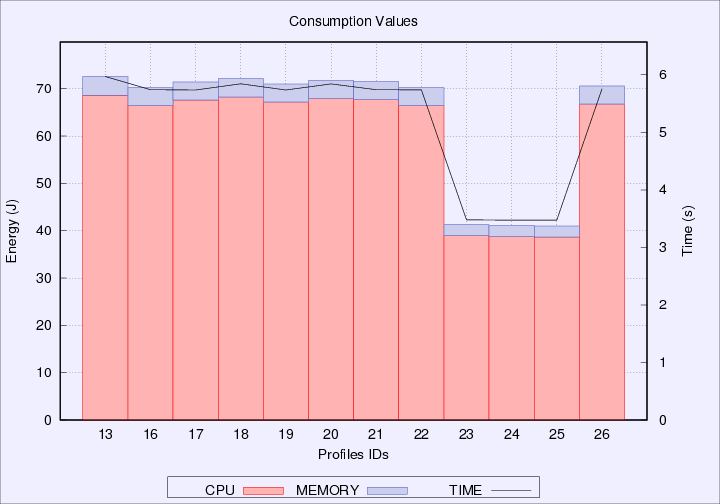 Consumption Values
Energy (J)
70
60
50
40
30
20
10
0
6
5
4
3
2
1
0
Time (s)
13 16 17 18 19 20 21 22 23 24 25 26
Profiles IDs
CPU MEMORY TIME